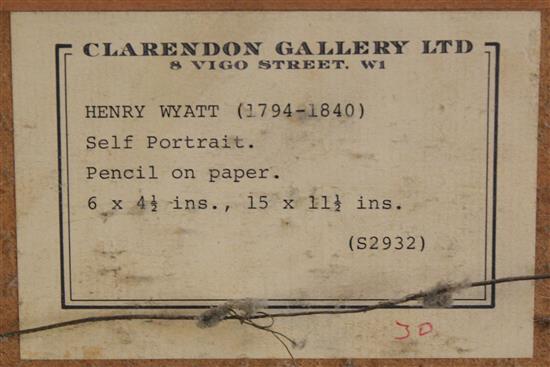 CLARENDON GALLERY LTD
8 VIGO STREET. W1
HENRY WYATT (1794-1840)
Self Portrait.
Pencil on paper.
6 x 4½ ins., 15 x 11½ ins.
(S2932)
JD